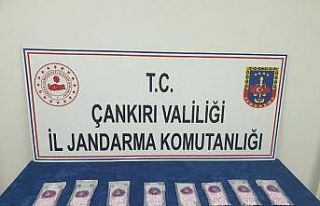 T.C.
ÇANKIRI VALİLİĞİ
İL JANDARMA KOMUTANLIĞI